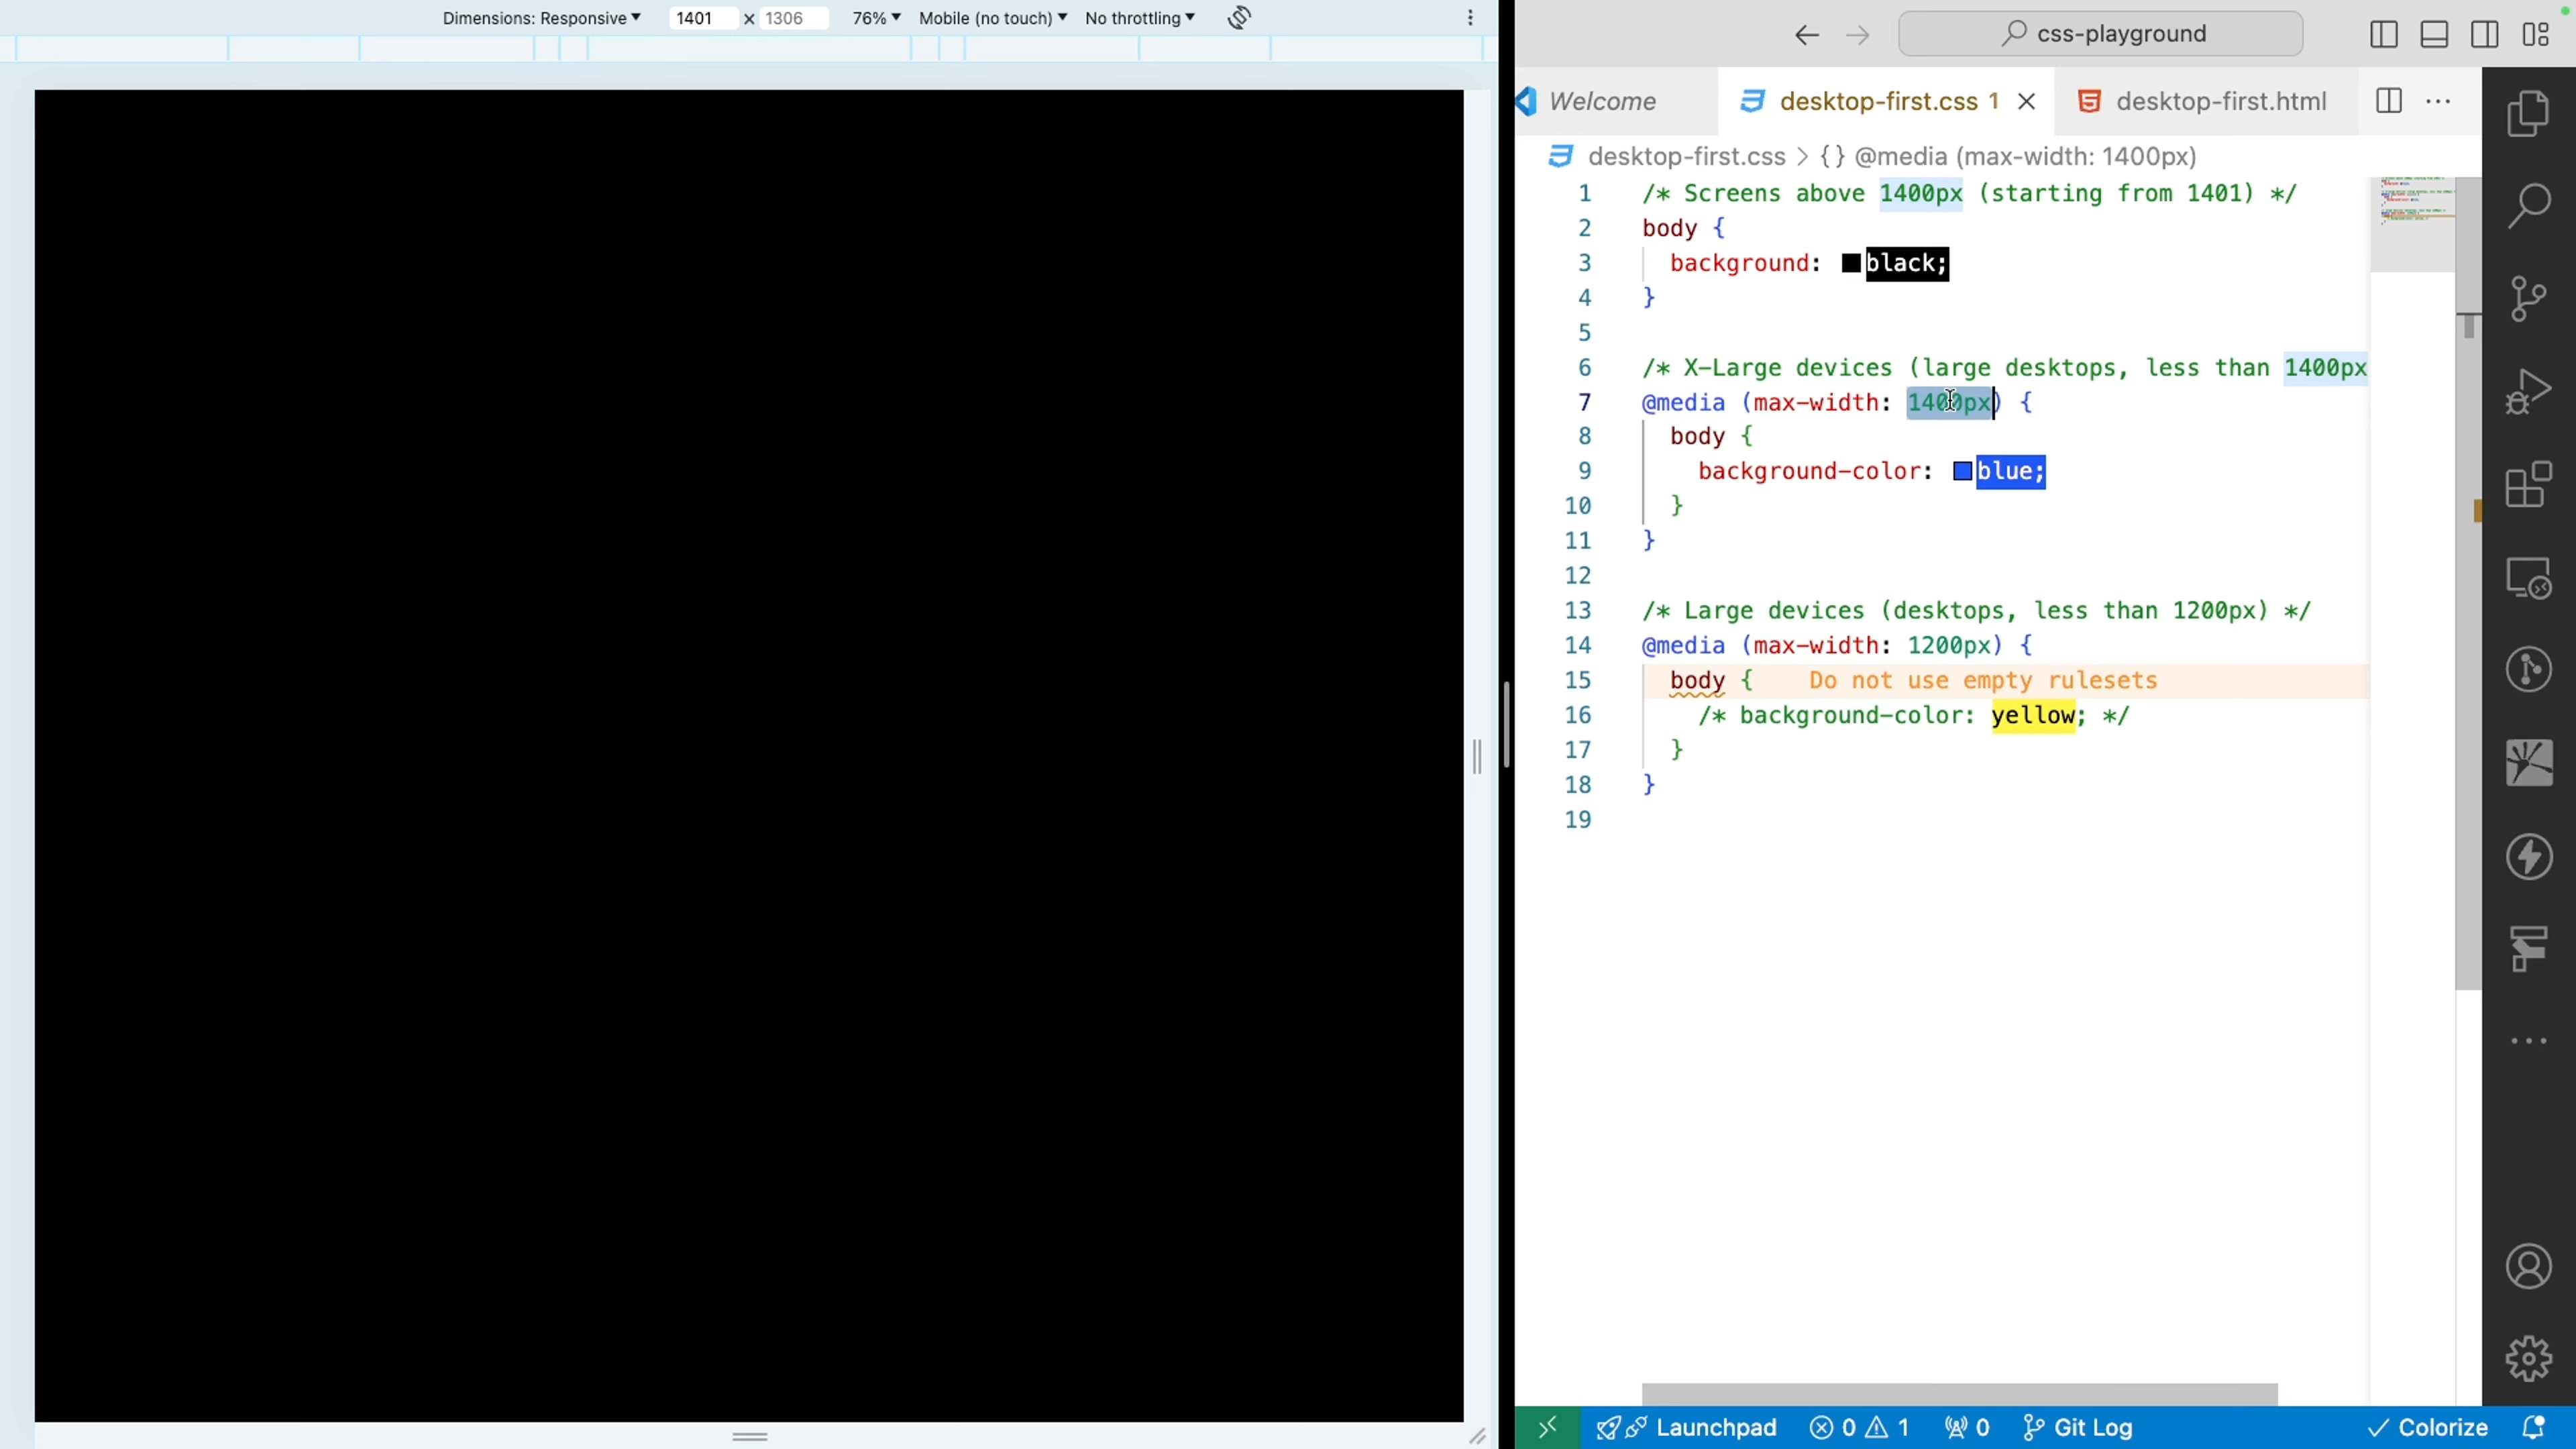 Dimensions: Responsive 1401 x 1306 76% Mobile (no touch) No throttling
css-playground
Welcome desktop-first.css 1 desktop-first.html
desktop-first.css > {} @media (max-width: 1400px)
1 /* Screens above 1400px (starting from 1401) */
2 body {
3 background: black;
4 }
5
6 /* X-Large devices (large desktops, less than 1400px
7 @media (max-width: 1400px) {
8 body {
9 background-color: blue;
10 }
11 }
12
13 /* Large devices (desktops, less than 1200px) */
14 @media (max-width: 1200px) {
15 body { Do not use empty rulesets
16 /* background-color: yellow; */
17 }
18 }
19
Launchpad 0 1 0 Git Log Colorize